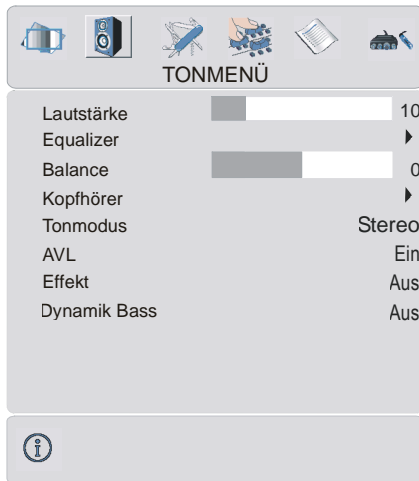 TONMENÜ
Lautstärke 10
Equalizer
Balance 0
Kopfhörer
Tonmodus Stereo
AVL Ein
Effekt Aus
Dynamik Bass Aus